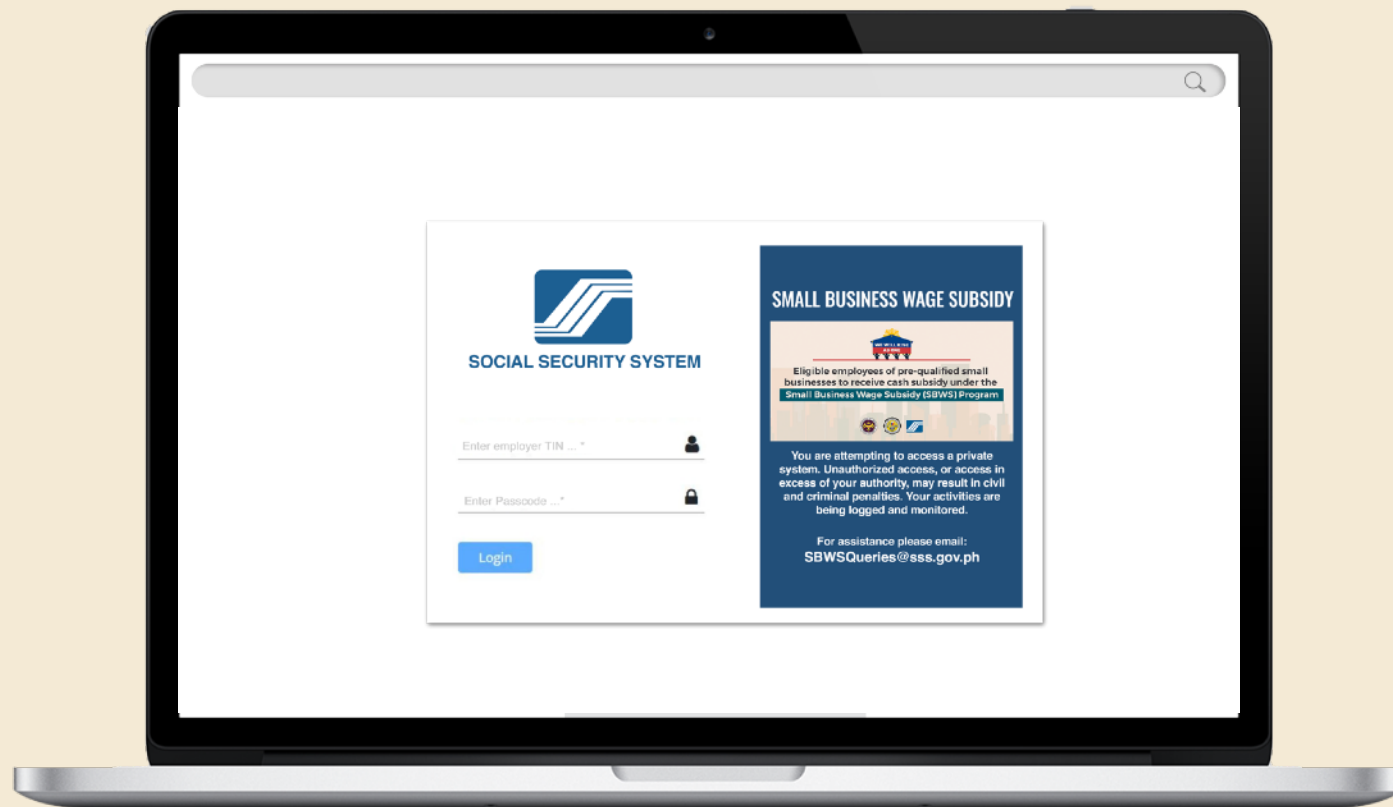 SOCIAL SECURITY SYSTEM
Enter employer TIN ... *
Enter Passcode ...*
Login
SMALL BUSINESS WAGE SUBSIDY
Eligible employees of pre-qualified small
businesses to receive cash subsidy under the
Small Business Wage Subsidy (SBWS) Program
You are attempting to access a private
system. Unauthorized access, or access in
excess of your authority, may result in civil
and criminal penalties. Your activities are
being logged and monitored.
For assistance please email:
SBWSQueries@sss.gov.ph